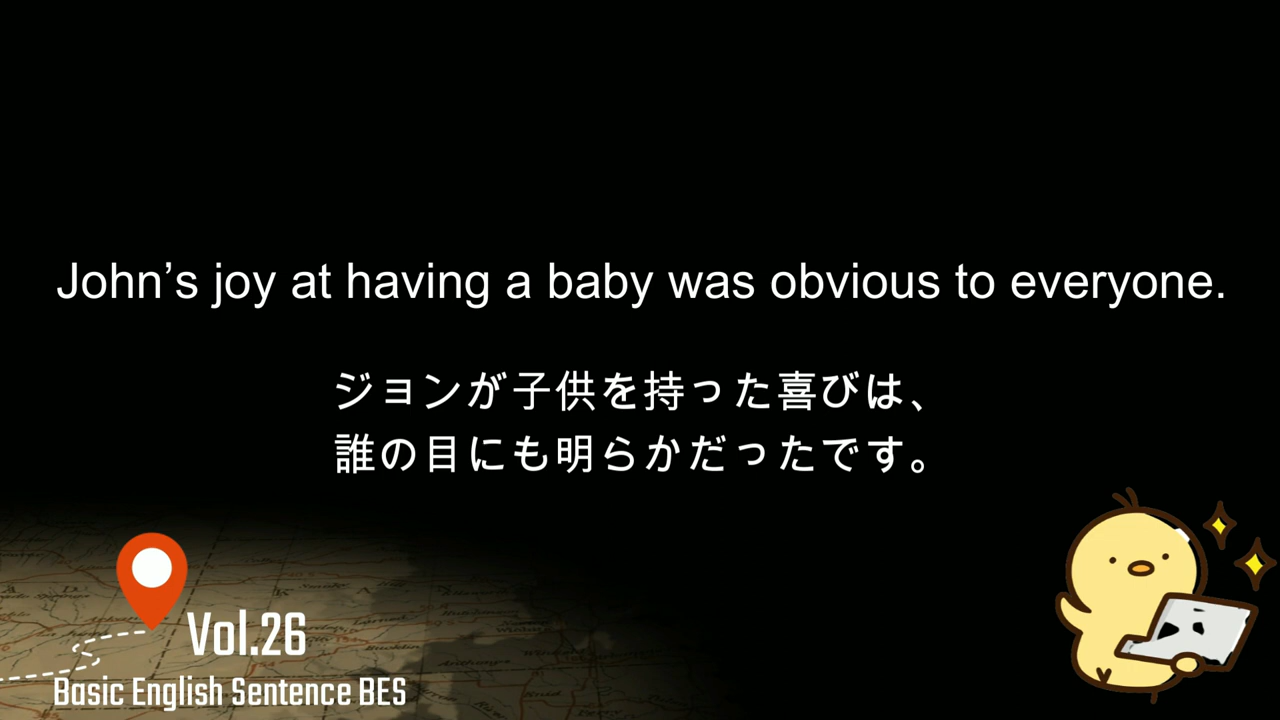 John’s joy at having a baby was obvious to everyone.
ジョンが子供を持った喜びは、
誰の目にも明らかだったです。
Vol.26
Basic English Sentence BES